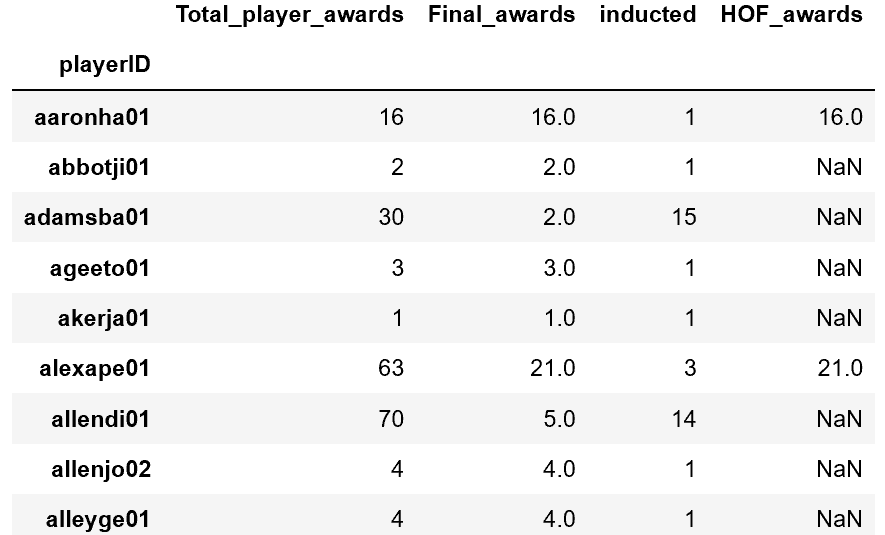 Total_player_awards Final_awards inducted HOF_awards
playerID
aaronha01 16 16.0 1 16.0
abbotji01 2 2.0 1 NaN
adamsba01 30 2.0 15 NaN
ageeto01 3 3.0 1 NaN
akerja01 1 1.0 1 NaN
alexape01 63 21.0 3 21.0
allendi01 70 5.0 14 NaN
allenjo02 4 4.0 1 NaN
alleyge01 4 4.0 1 NaN